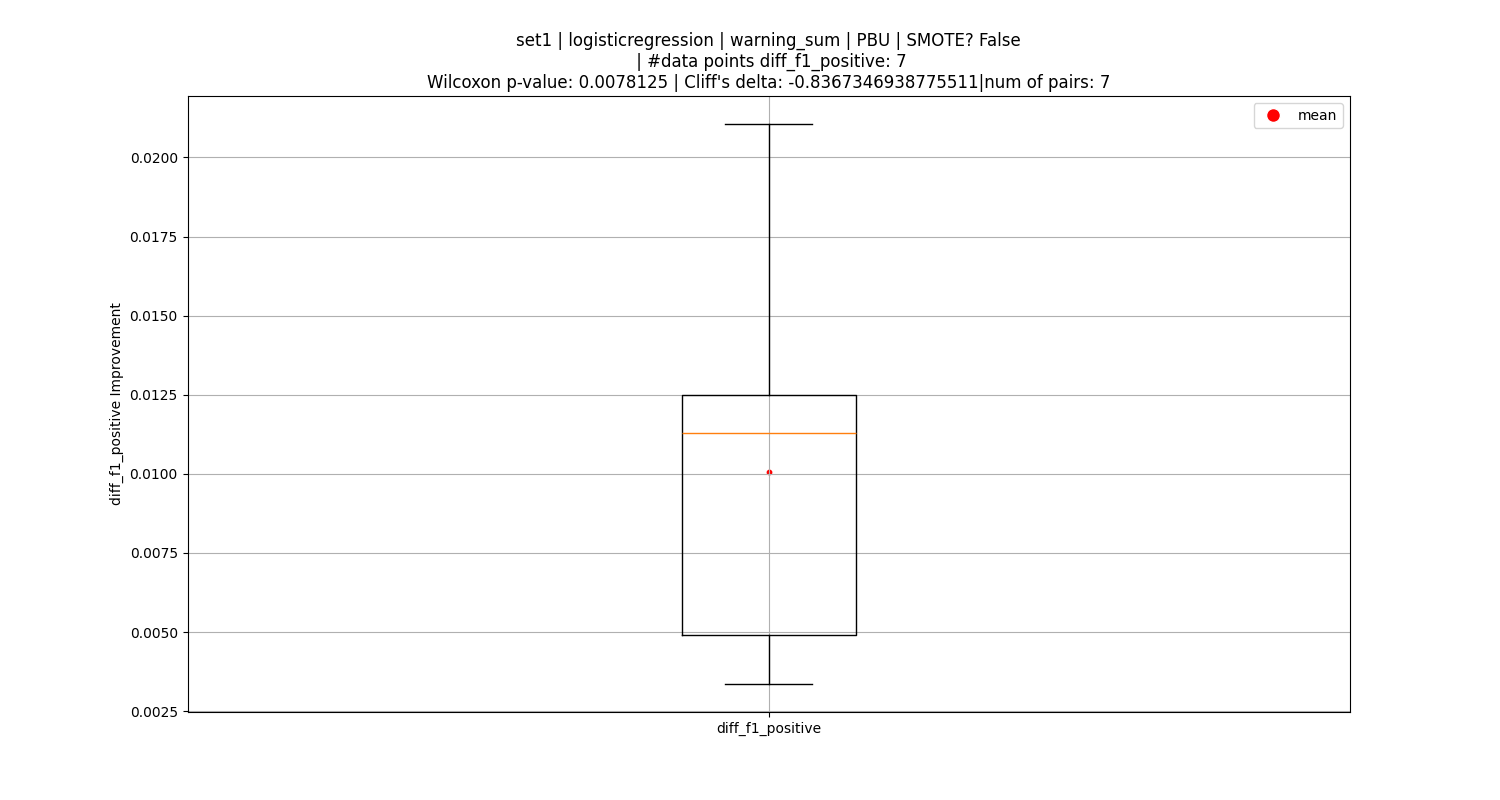 set1 | logisticregression | warning_sum | PBU | SMOTE? False
| #data points diff_f1_positive: 7
Wilcoxon p-value: 0.0078125 | Cliff's delta: -0.8367346938775511|num of pairs: 7
mean
0.0200
0.0175
0.0150
0.0125
0.0100
0.0075
0.0050
0.0025
diff_f1_positive Improvement
diff_f1_positive